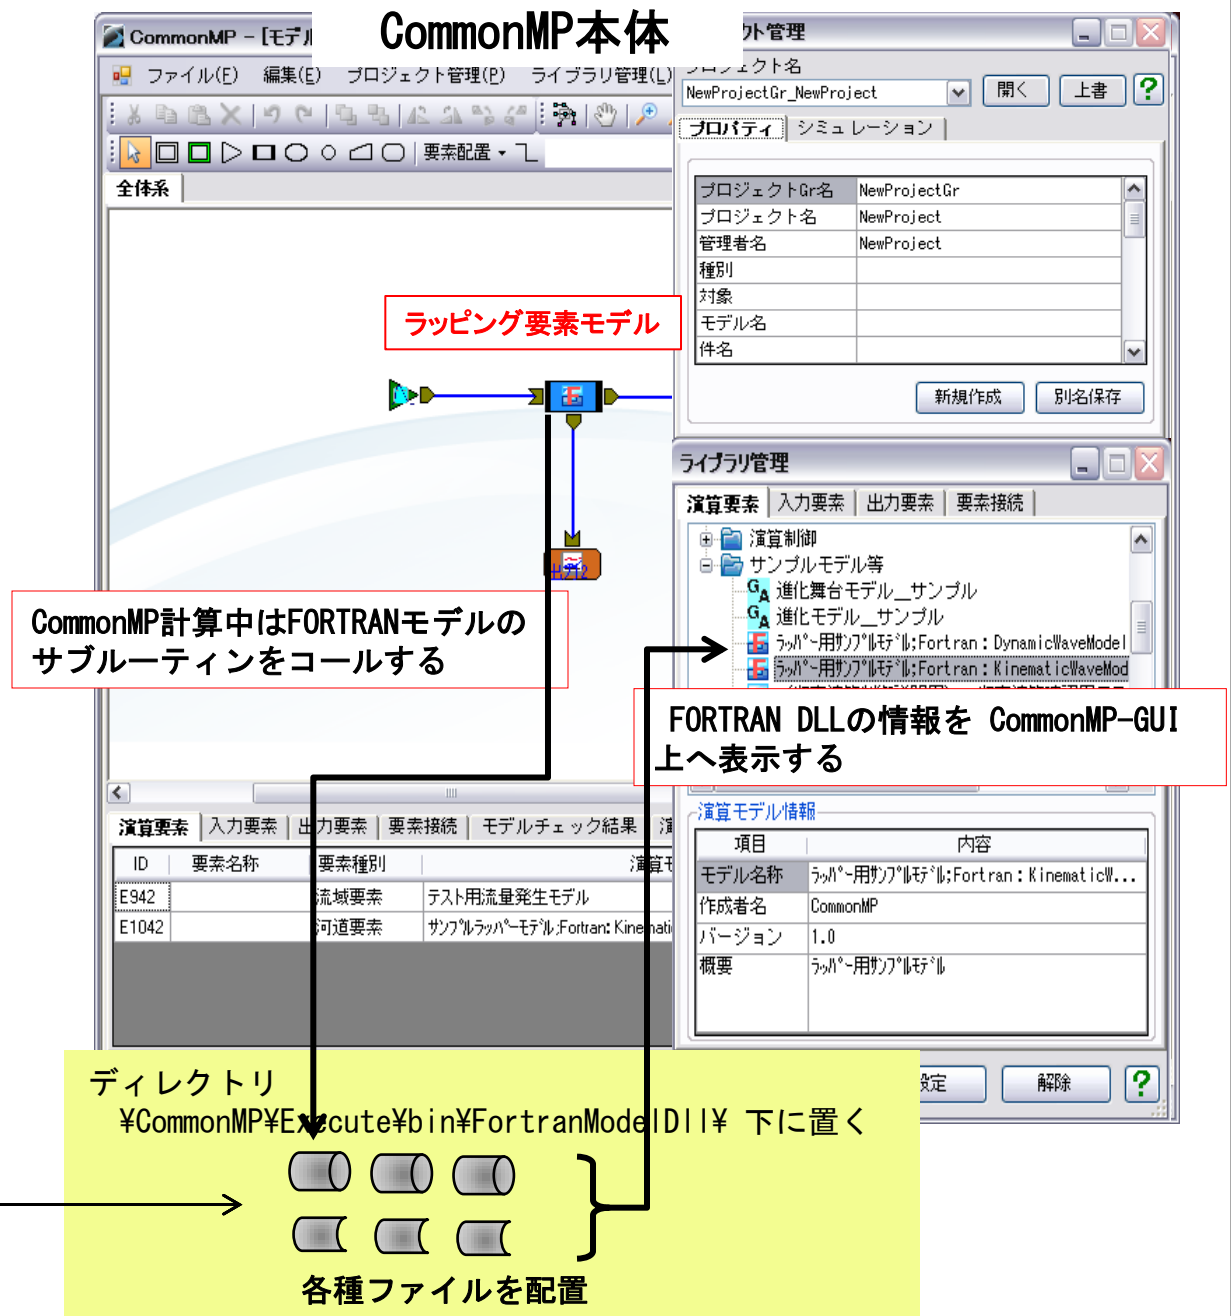 CommonMP本体
CommonMP - [モデル
ファイル(F) 編集(E) プロジェクト管理(P) ライブラリ管理(L)
要素配置
全体系
クト管理
プロジェクト名
NewProjectGr_NewProject
開く
上書
プロパティ
シミュレーション
プロジェクトGr名 NewProjectGr
プロジェクト名 NewProject
管理者名 NewProject
種別
対象
モデル名
件名
新規作成
別名保存
ラッピング要素モデル
出力2
CommonMP計算中はFORTRANモデルの
サブルーティンをコールする
ライブラリ管理
演算要素 入力要素 出力要素 要素接続
演算制御
サンプルモデル等
進化舞台モデル__サンプル
進化モデル__サンプル
ラッパー用サンプルモデル;Fortran:DynamicWaveModel
ラッパー用サンプルモデル;Fortran:KinematicWaveMod
FORTRAN DLLの情報を CommonMP-GUI
上へ表示する
演算要素 入力要素 出力要素 要素接続 モデルチェック結果 演
ID 要素名称 要素種別 演算モ
E942 流域要素 テスト用流量発生モデル
E1042 河道要素 サンプルラッパーモデル;Fortran:Kinemati
演算モデル情報
項目 内容
モデル名称 ラッパー用サンプルモデル;Fortran:KinematicW...
作成者名 CommonMP
バージョン 1.0
概要 ラッパー用サンプルモデル
設定
解除
ディレクトリ
¥CommonMP¥Execute¥bin¥FortranModelDll¥ 下に置く
各種ファイルを配置